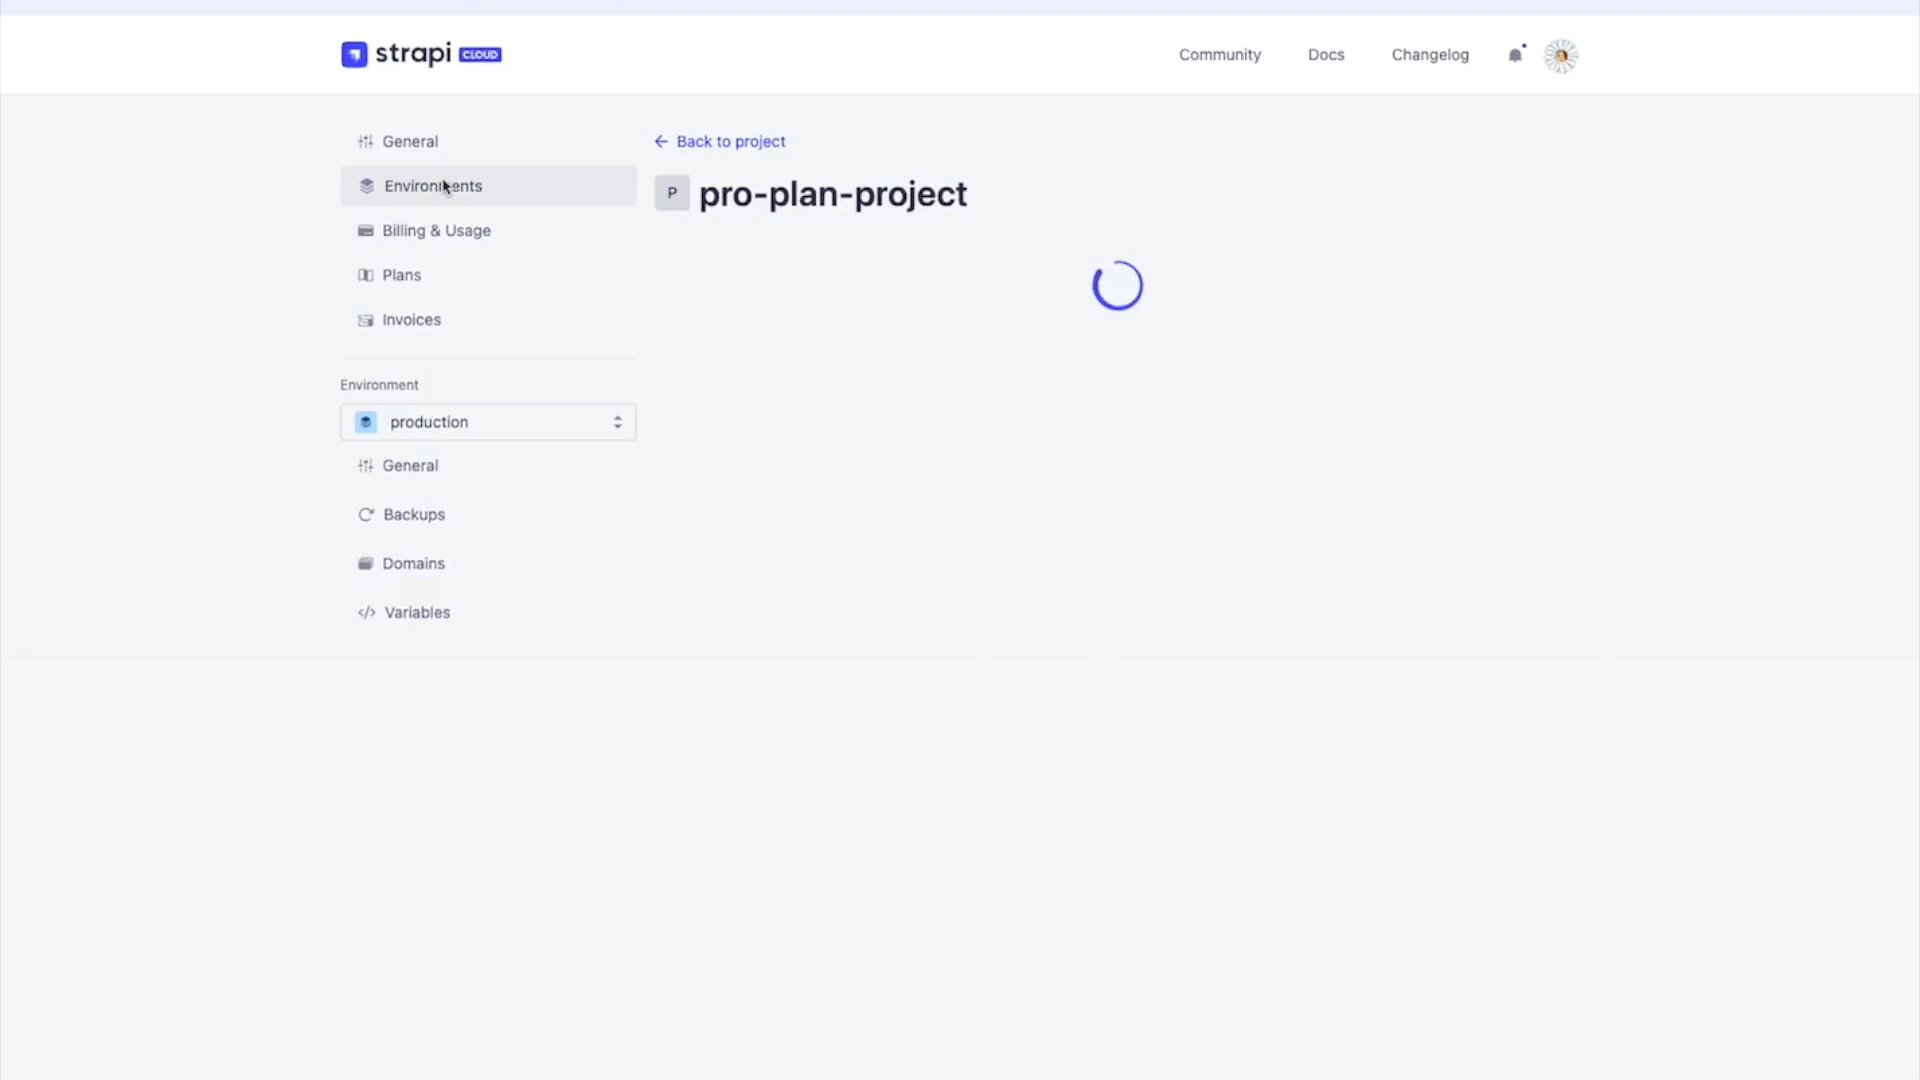 strapi CLOUD
Community
Docs
Changelog
General
Environments
Billing & Usage
Plans
Invoices
Environment
production
General
Backups
Domains
Variables
← Back to project
P pro-plan-project